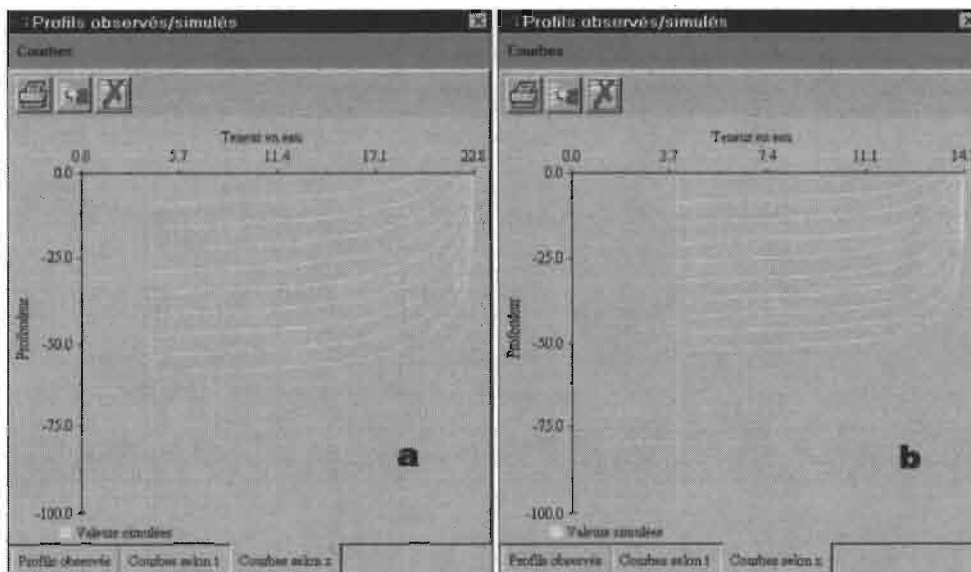 Profils observés/simulés
Courbes
Teneur en eau
0.0 5.7 11.4 17.1 22.8
0.0
-25.0
-50.0
-75.0
-100.0
Profondeur
a
Valeurs simulées
Profils observés Courbes selon t Courbes selon z
Profils observés/simulés
Courbes
Teneur en eau
0.0 3.7 7.4 11.1
0.0
-25.0
-50.0
-75.0
-100.0
Profondeur
b
Valeurs simulées
Profils observés Courbes selon t Courbes selon z